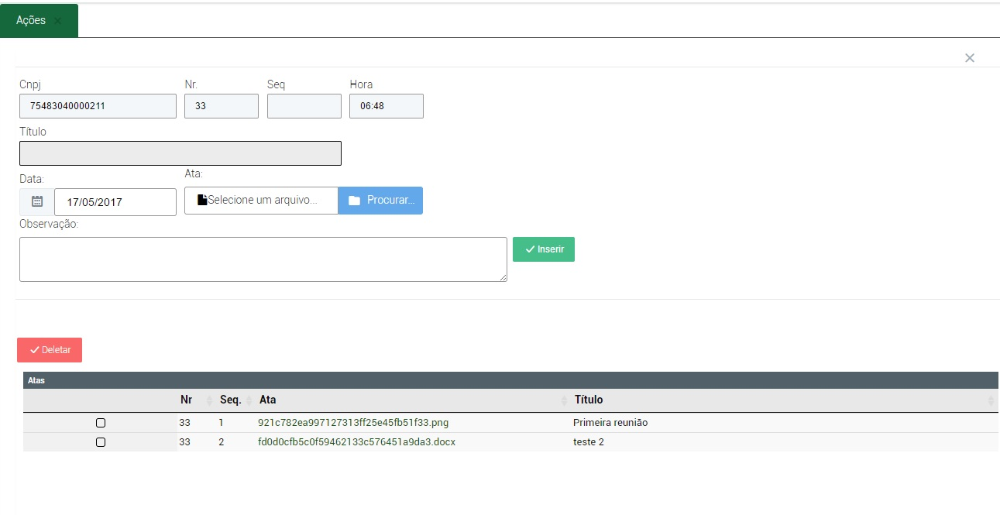 Ações
Cnpj Nr. Seq Hora
75483040000211 33 06:48
Título
Data: Ata:
17/05/2017 Selecione um arquivo... Procurar...
Observação:
Inserir
Deletar
Atas
Nr Seq. Ata Título
33 1 921c782ea997127313ff25e45fb51f33.png Primeira reunião
33 2 fd0d0cfb5c0f59462133c576451a9da3.docx teste 2